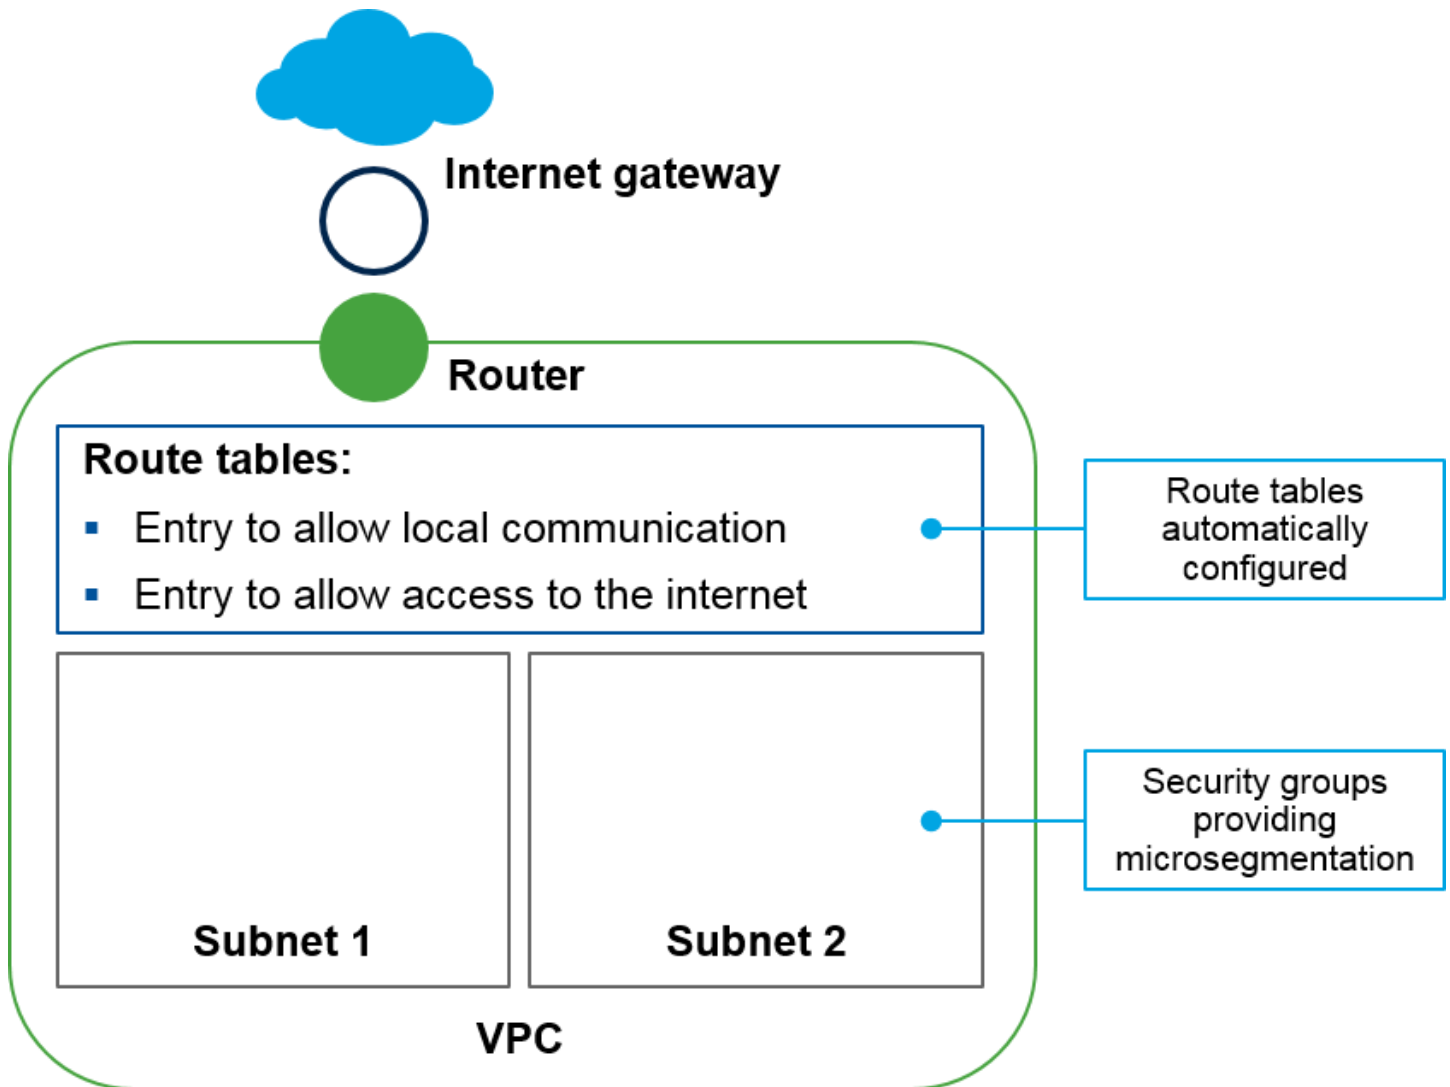 Internet gateway
Router
Route tables:
▪ Entry to allow local communication
▪ Entry to allow access to the internet
Route tables
automatically
configured
Security groups
providing
microsegmentation
Subnet 1
Subnet 2
VPC